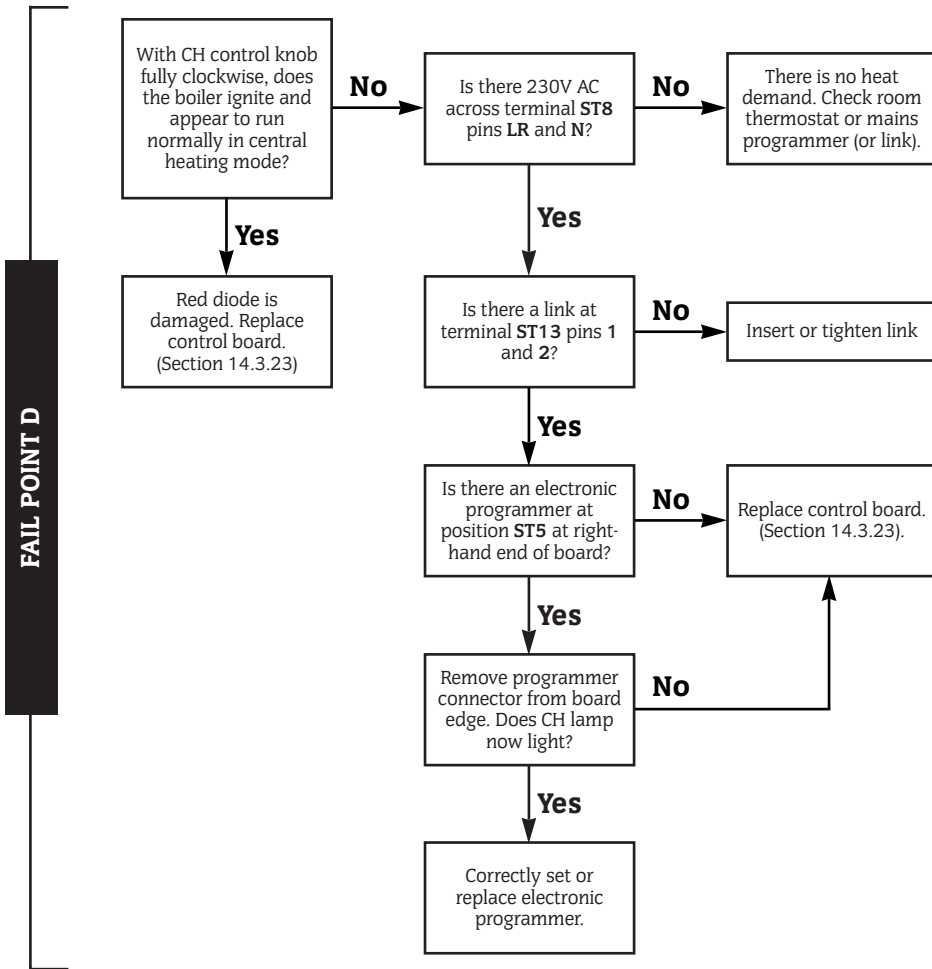 FAIL POINT D
With CH control knob
fully clockwise, does
the boiler ignite and
appear to run
normally in central
heating mode?
No
Is there 230V AC
across terminal ST8
pins LR and N?
No
There is no heat
demand. Check room
thermostat or mains
programmer (or link).
Yes
Yes
Red diode is
damaged. Replace
control board.
(Section 14.3.23)
Is there a link at
terminal ST13 pins 1
and 2?
No
Insert or tighten link
Yes
Is there an electronic
programmer at
position ST5 at right-
hand end of board?
No
Replace control board.
(Section 14.3.23).
Yes
Remove programmer
connector from board
edge. Does CH lamp
now light?
No
Yes
Correctly set or
replace electronic
programmer.